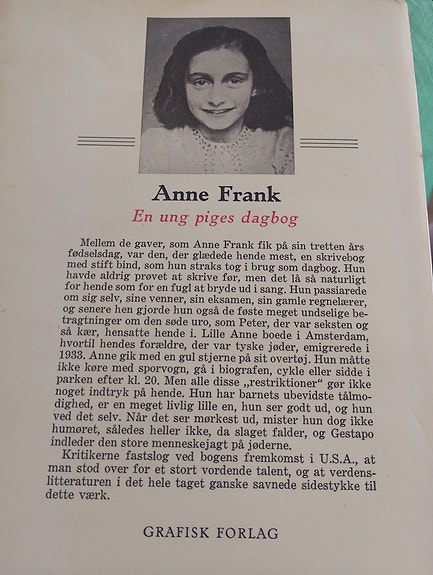 Anne Frank
En ung piges dagbog
Mellem de gaver, som Anne Frank fik på sin tretten års
fødselsdag, var den, der glædede hende mest, en skrivebog
med stift bind, som hun straks tog i brug som dagbog. Hun
havde aldrig prøvet at skrive før, men det lå så naturligt
for hende som for en fugl at bryde ud i sang. Hun passiarede
om sig selv, sine venner, sin eksamen, sin gamle regnelærer,
og senere hen gjorde hun også de føste meget undselige be-
tragtninger om den søde uro, som Peter, der var seksten og
så kær, hensatte hende i. Lille Anne boede i Amsterdam,
hvortil hendes forældre, der var tyske jøder, emigrerede i
1933. Anne gik med en gul stjerne på sit overtøj. Hun måtte
ikke køre med sporvogn, gå i biografen, cykle eller sidde i
parken efter kl. 20. Men alle disse „restriktioner" gør ikke
noget indtryk på hende. Hun har barnets ubevidste tålmo-
dighed, er en meget livlig lille en, hun ser godt ud, og hun
ved det selv. Når det ser mørkest ud, mister hun dog ikke
humøret, således heller ikke, da slaget falder, og Gestapo
indleder den store menneskejagt på jøderne.
Kritikerne fastslog ved bogens fremkomst i U.S.A., at
man stod over for et stort vordende talent, og at verdens-
litteraturen i det hele taget ganske savnede sidestykke til
dette værk.
GRAFISK FORLAG